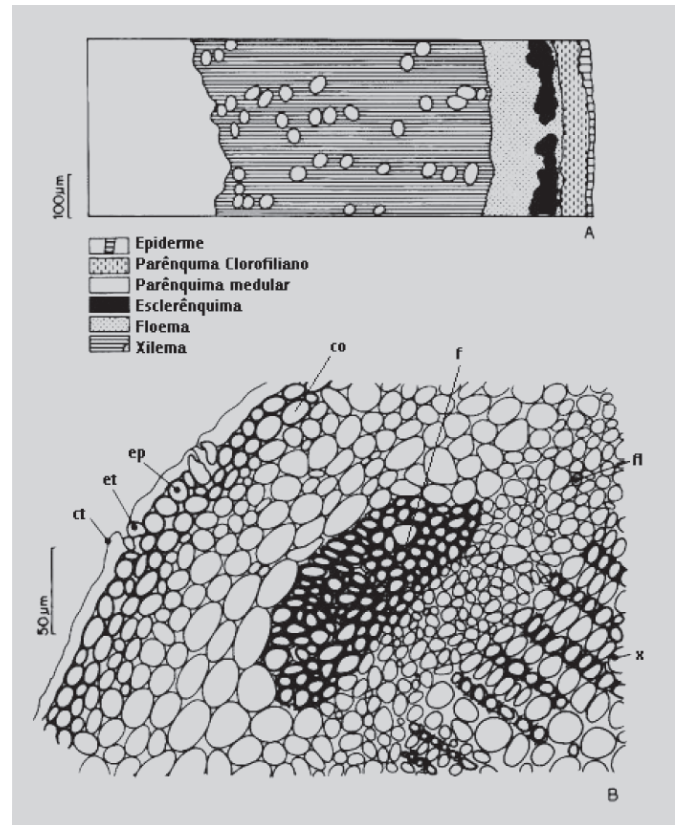 100µm
A
Epiderme
Parênquma Clorofiliano
Parênquima medular
Esclerênquima
Floema
Xilema
co
f
ep
fl
et
ct
50µm
x
B